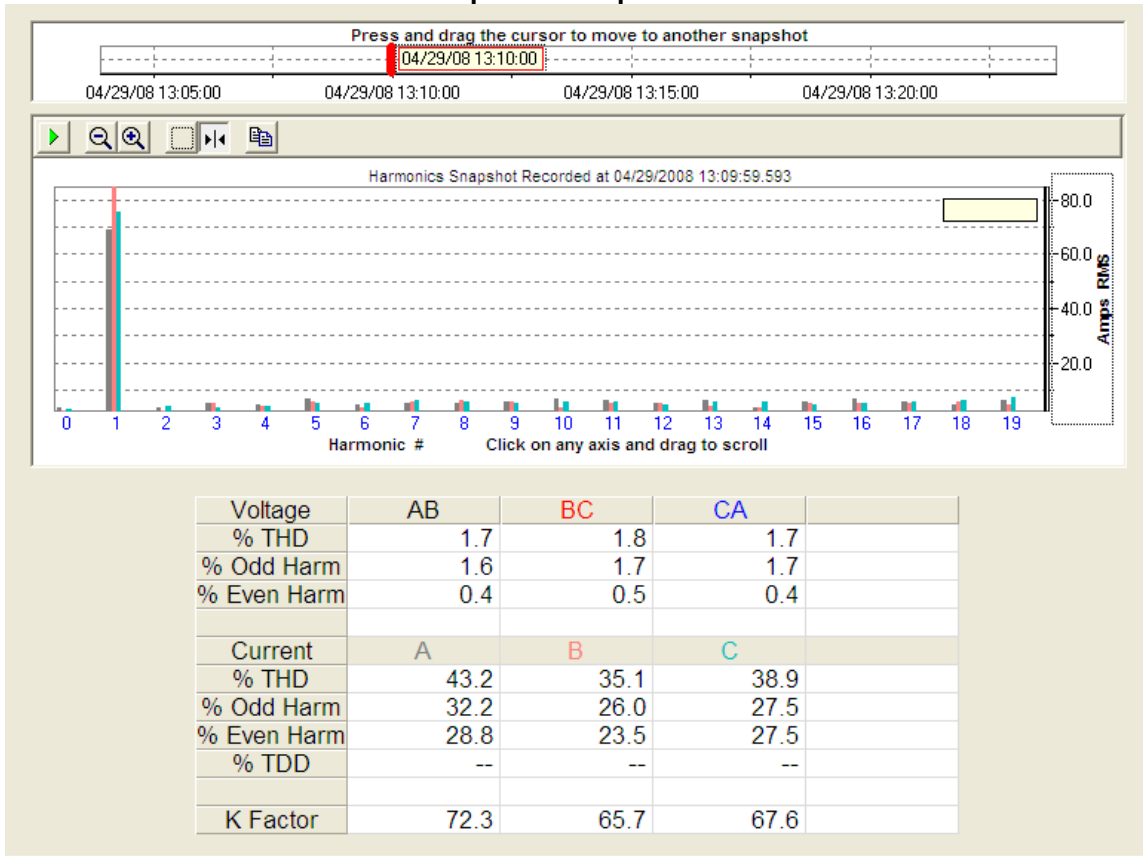 Press and drag the cursor to move to another snapshot
04/29/08 13:10:00
04/29/08 13:05:00 04/29/08 13:10:00 04/29/08 13:15:00 04/29/08 13:20:00
Harmonics Snapshot Recorded at 04/29/2008 13:09:59.593
80.0
60.0
40.0
20.0
Amps RMS
0 1 2 3 4 5 6 7 8 9 10 11 12 13 14 15 16 17 18 19
Harmonic # Click on any axis and drag to scroll
Voltage AB BC CA
% THD 1.7 1.8 1.7
% Odd Harm 1.6 1.7 1.7
% Even Harm 0.4 0.5 0.4
Current A B C
% THD 43.2 35.1 38.9
% Odd Harm 32.2 26.0 27.5
% Even Harm 28.8 23.5 27.5
% TDD -- -- --
K Factor 72.3 65.7 67.6